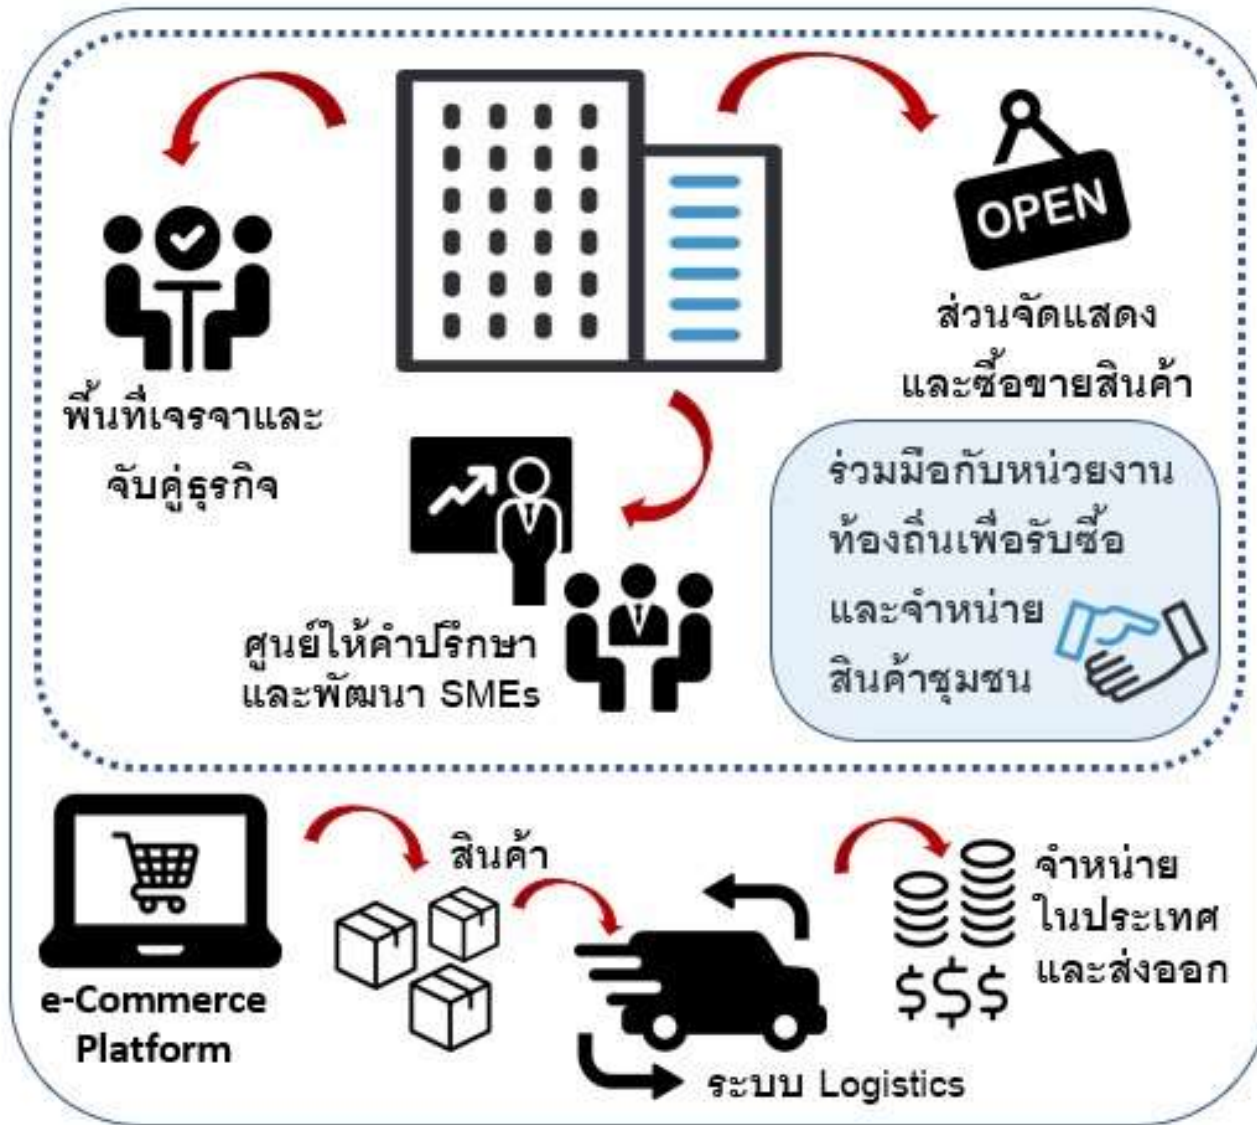 OPEN
ส่วนจัดแสดง
และซื้อขายสินค้า
พื้นที่เจรจาและ
จับคู่ธุรกิจ
ศูนย์ให้คำปรึกษา
และพัฒนา SMEs
ร่วมมือกับหน่วยงาน
ท้องถิ่นเพื่อรับซื้อ
และจำหน่าย
สินค้าชุมชน
e-Commerce
Platform
สินค้า
ระบบ Logistics
จำหน่าย
ในประเทศ
และส่งออก
$$$